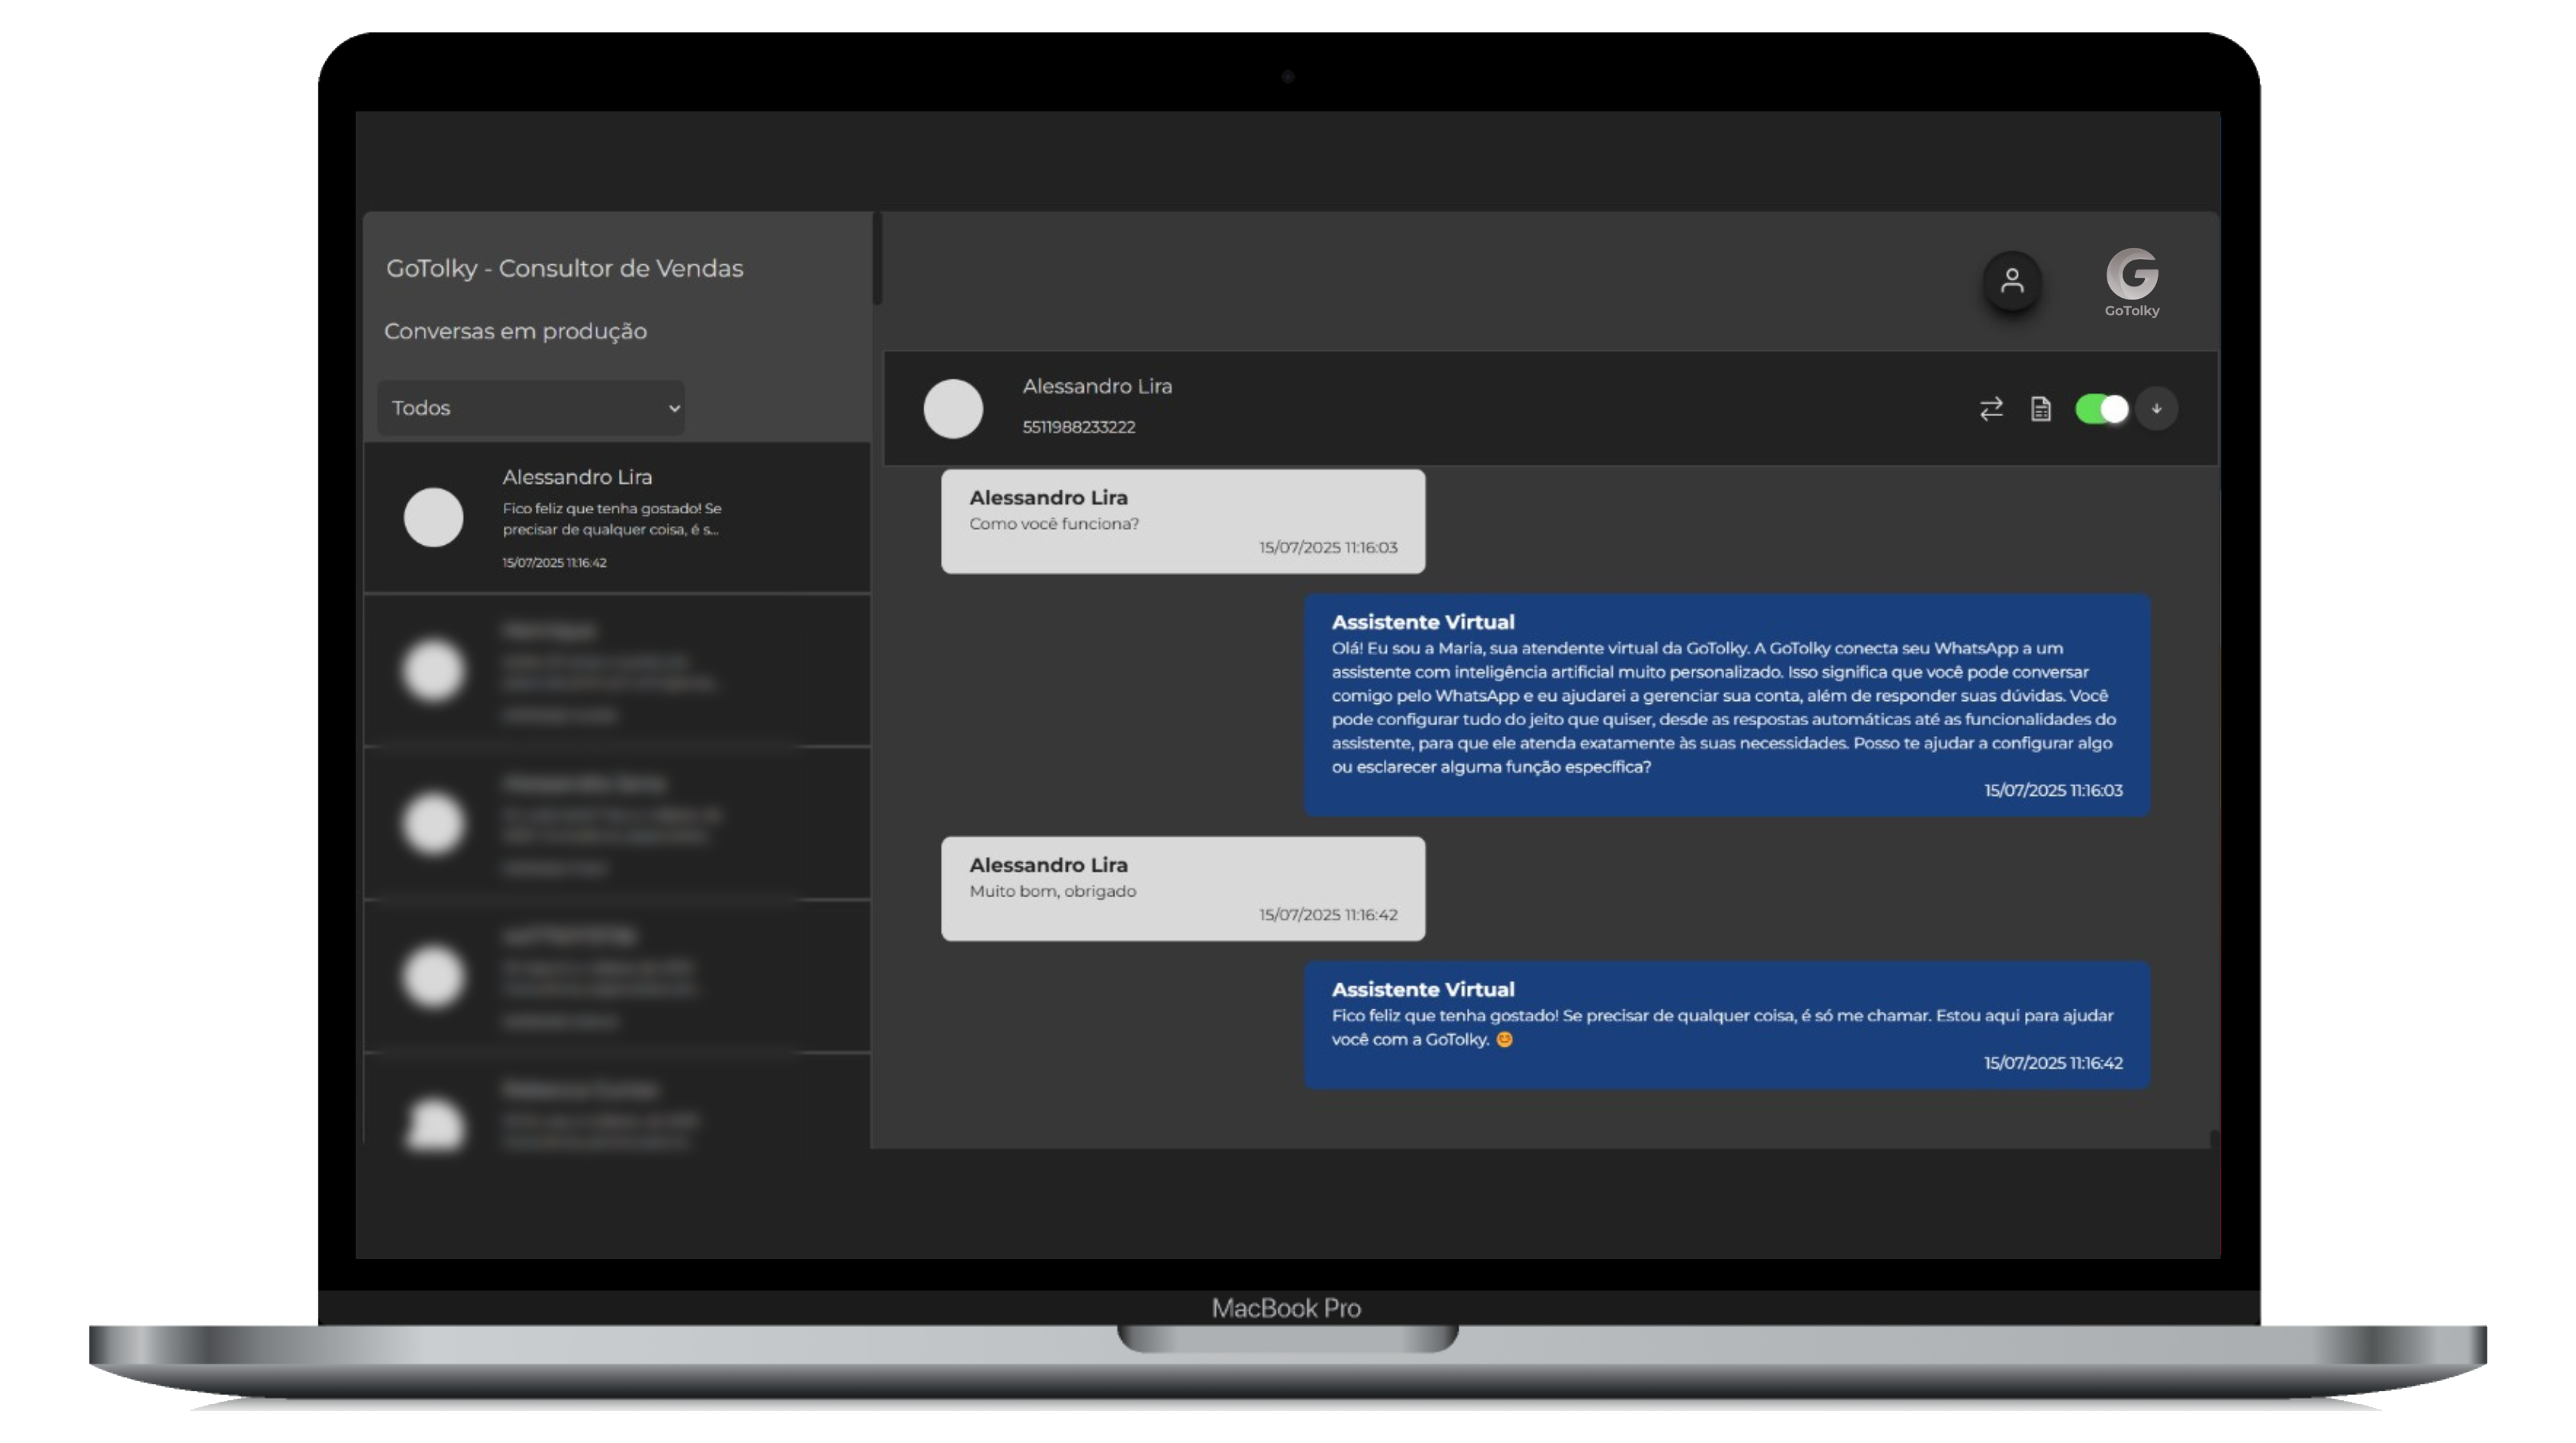 GoTolky - Consultor de Vendas
Conversas em produção
Todos
Alessandro Lira
Fico feliz que tenha gostado! Se
precisar de qualquer coisa, é s...
15/07/2025 11:16:42
GoTolky
Alessandro Lira
5511988233222
Alessandro Lira
Como você funciona?
15/07/2025 11:16:03
Assistente Virtual
Olá! Eu sou a Maria, sua atendente virtual da GoTolky. A GoTolky conecta seu WhatsApp a um
assistente com inteligência artificial muito personalizado. Isso significa que você pode conversar
comigo pelo WhatsApp e eu ajudarei a gerenciar sua conta, além de responder suas dúvidas. Você
pode configurar tudo do jeito que quiser, desde as respostas automáticas até as funcionalidades do
assistente, para que ele atenda exatamente às suas necessidades. Posso te ajudar a configurar algo
ou esclarecer alguma função específica?
15/07/2025 11:16:03
Alessandro Lira
Muito bom, obrigado
15/07/2025 11:16:42
Assistente Virtual
Fico feliz que tenha gostado! Se precisar de qualquer coisa, é só me chamar. Estou aqui para ajudar
você com a GoTolky. 😊
15/07/2025 11:16:42
MacBook Pro